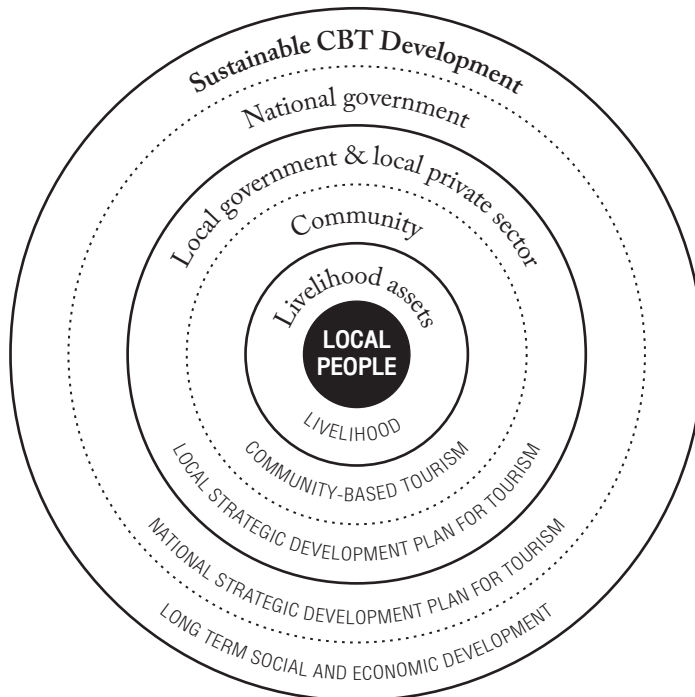 Sustainable CBT Development
National government
Local government & local private sector
Community
Livelihood assets
LOCAL
PEOPLE
LIVELIHOOD
COMMUNITY-BASED TOURISM
LOCAL STRATEGIC DEVELOPMENT PLAN FOR TOURISM
NATIONAL STRATEGIC DEVELOPMENT PLAN FOR TOURISM
LONG TERM SOCIAL AND ECONOMIC DEVELOPMENT